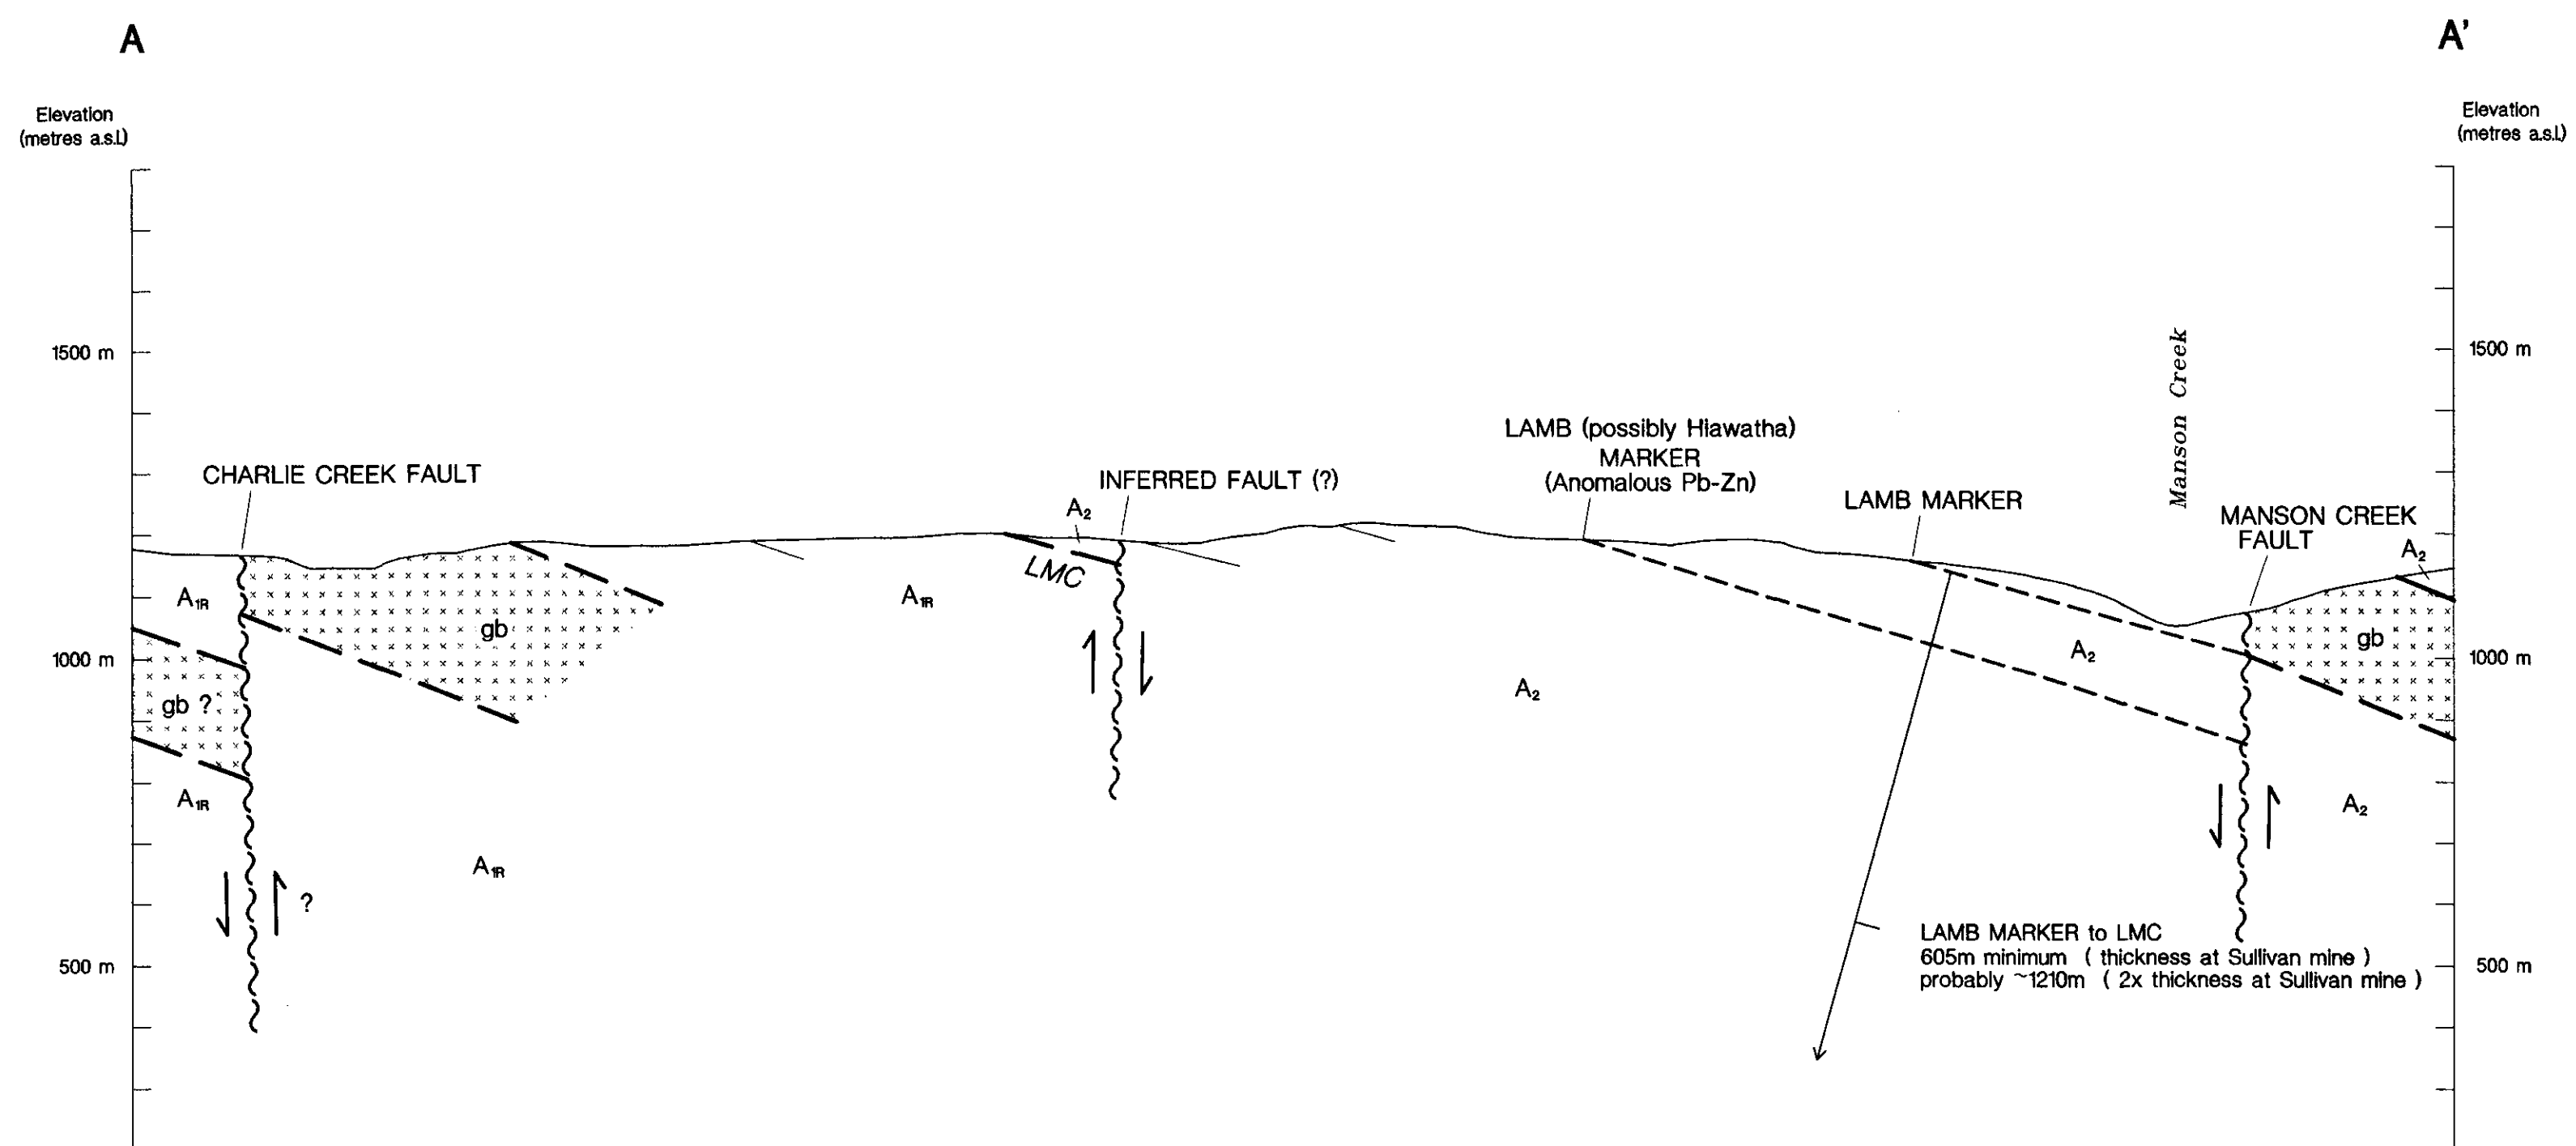 A
A'
Elevation
(metres a.s.l.)
Elevation
(metres a.s.l.)
1500 m
1500 m
Manson Creek
LAMB (possibly Hiawatha)
MARKER
(Anomalous Pb-Zn)
CHARLIE CREEK FAULT
INFERRED FAULT (?)
LAMB MARKER
A₂
MANSON CREEK
FAULT
A₂
LMC
A₁R
A₁R
gb
A₂
gb
1000 m
1000 m
gb ?
A₂
A₁R
A₂
A₁R
?
LAMB MARKER to LMC
605m minimum ( thickness at Sullivan mine )
probably ~1210m ( 2x thickness at Sullivan mine )
500 m
500 m